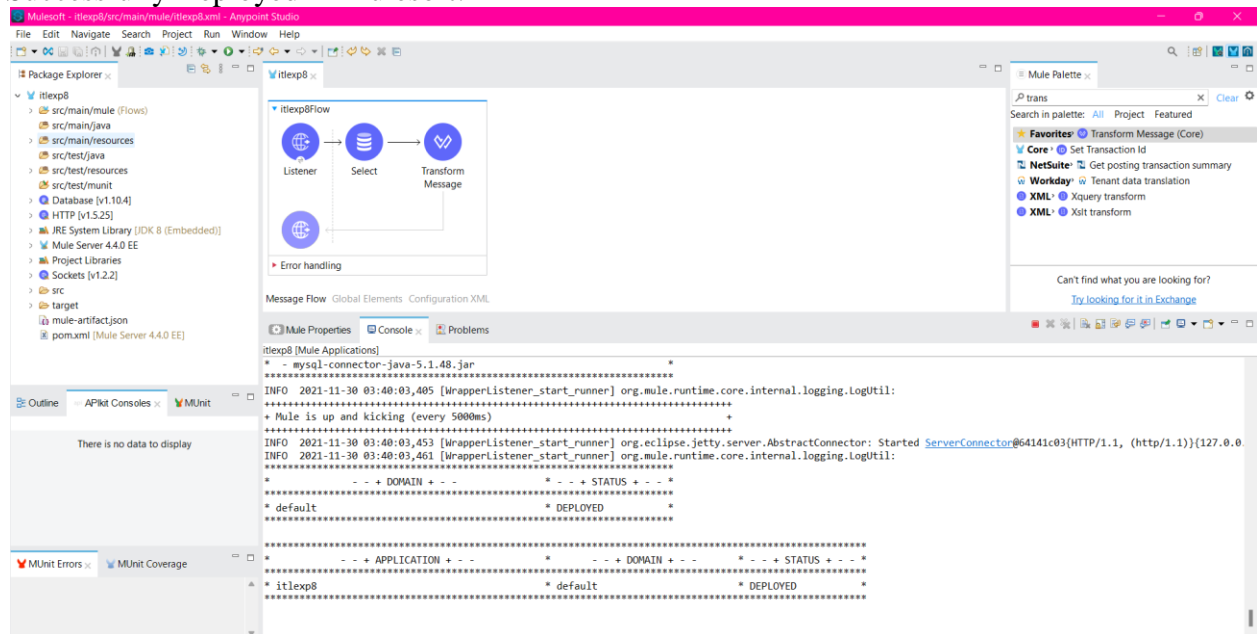 Successfully Deployed in Mulesoft.
Mulesoft - itlexp8/src/main/mule/itlexp8.xml - Anypoint Studio
File Edit Navigate Search Project Run Window Help
Package Explorer
itlexp8
src/main/mule (Flows)
src/main/java
src/main/resources
src/test/java
src/test/resources
src/test/munit
Database [v1.10.4]
HTTP [v1.5.25]
JRE System Library [JDK 8 (Embedded)]
Mule Server 4.4.0 EE
Project Libraries
Sockets [v1.2.2]
src
target
mule-artifact.json
pom.xml [Mule Server 4.4.0 EE]
Outline APIkit Consoles MUnit
There is no data to display
MUnit Errors MUnit Coverage
itlexp8
itlexp8Flow
Listener Select Transform Message
Error handling
Message Flow Global Elements Configuration XML
Mule Palette
trans Clear
Search in palette: All Project Featured
Favorites Transform Message (Core)
Core Set Transaction Id
NetSuite Get posting transaction summary
Workday Tenant data translation
XML Xquery transform
XML Xslt transform
Can't find what you are looking for?
Try looking for it in Exchange
Mule Properties Console Problems
itlexp8 [Mule Applications]
* - mysql-connector-java-5.1.48.jar *
**********************************************************************
INFO 2021-11-30 03:40:03,405 [WrapperListener_start_runner] org.mule.runtime.core.internal.logging.LogUtil:
++++++++++++++++++++++++++++++++++++++++++++++++++++++++++++++++++++++++++++++++
+ Mule is up and kicking (every 5000ms) +
++++++++++++++++++++++++++++++++++++++++++++++++++++++++++++++++++++++++++++++++
INFO 2021-11-30 03:40:03,453 [WrapperListener_start_runner] org.eclipse.jetty.server.AbstractConnector: Started ServerConnector@64141c03{HTTP/1.1, (http/1.1)}{127.0.0.
INFO 2021-11-30 03:40:03,461 [WrapperListener_start_runner] org.mule.runtime.core.internal.logging.LogUtil:
**********************************************************************
* - - + DOMAIN + - - * - - + STATUS + - - *
**********************************************************************
* default * DEPLOYED *
**********************************************************************
*******************************************************************************************************
* - - + APPLICATION + - - * - - + DOMAIN + - - * - - + STATUS + - - *
*******************************************************************************************************
* itlexp8 * default * DEPLOYED *
*******************************************************************************************************